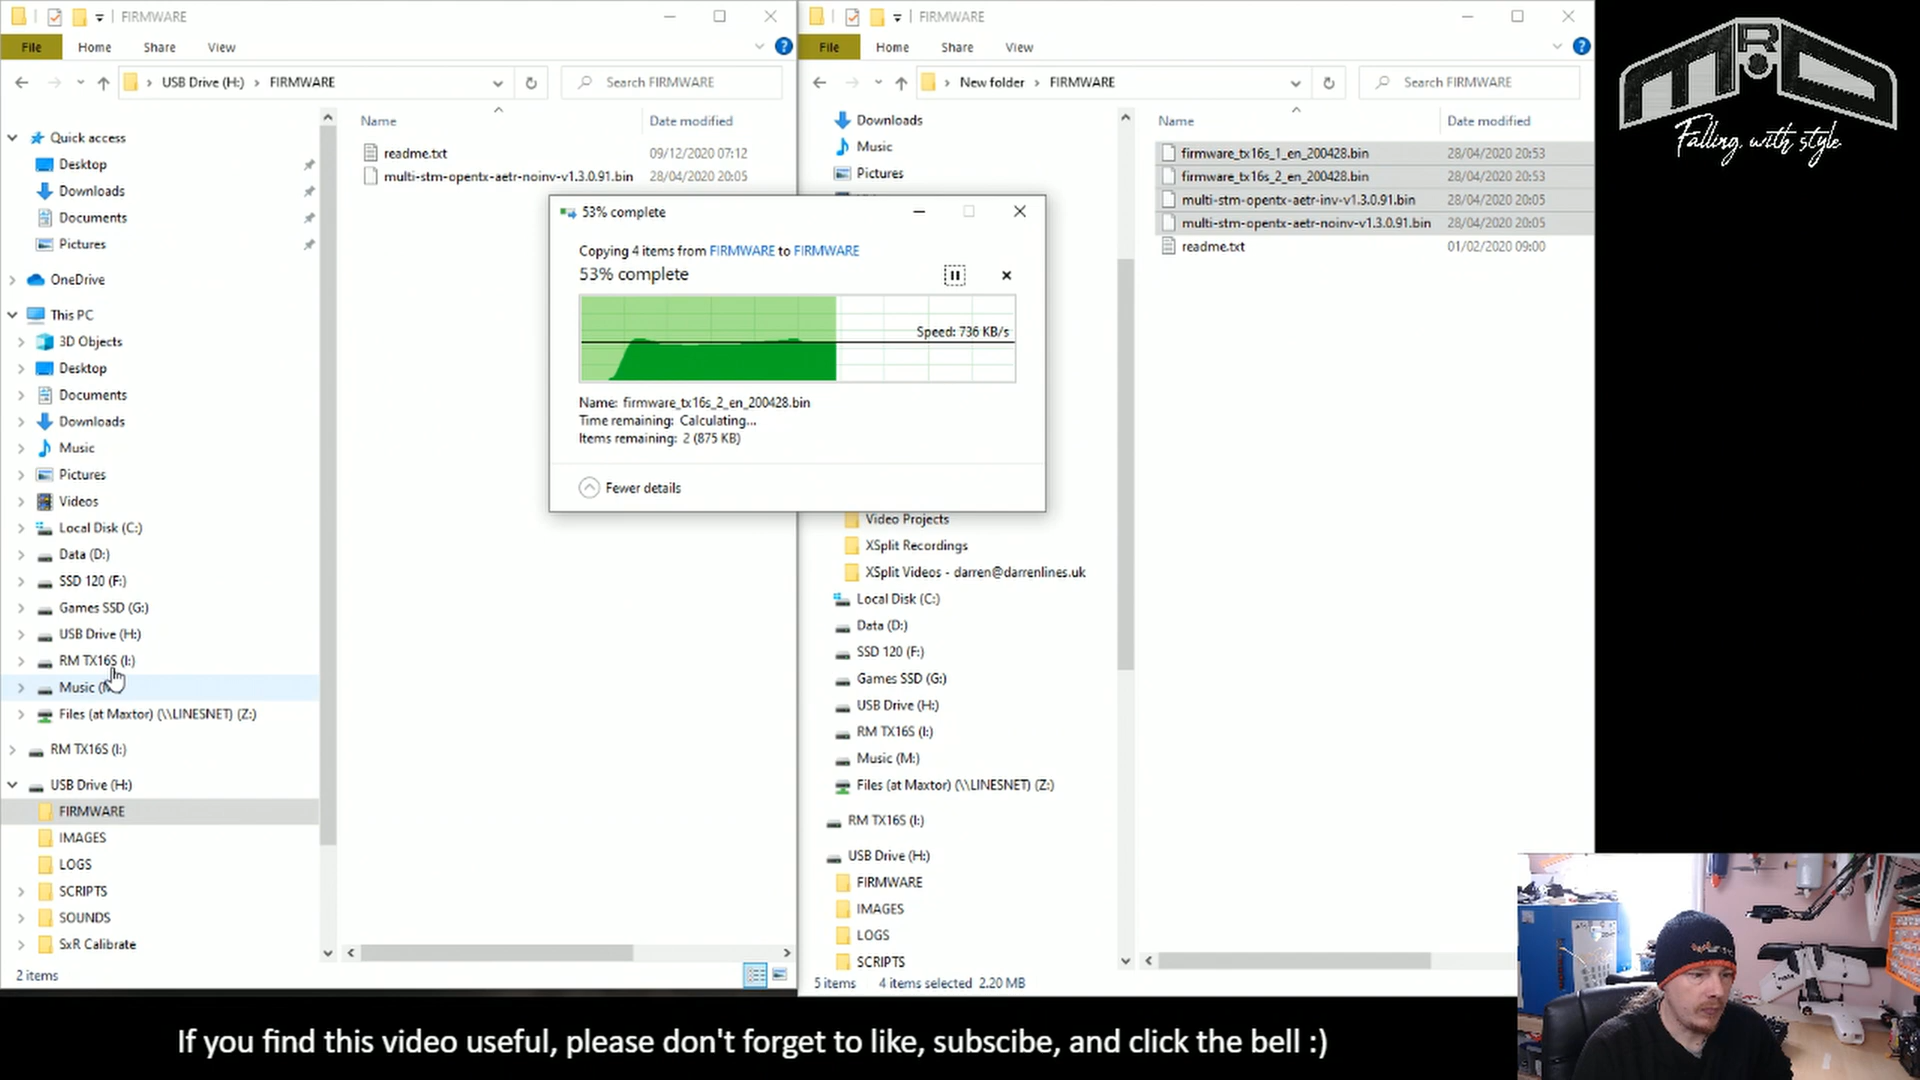 FIRMWARE
File Home Share View
USB Drive (H:) FIRMWARE Search FIRMWARE
Name Date modified
Quick access
Desktop
Downloads
Documents
Pictures
OneDrive
This PC
3D Objects
Desktop
Documents
Downloads
Music
Pictures
Videos
Local Disk (C:)
Data (D:)
SSD 120 (F:)
Games SSD (G:)
USB Drive (H:)
RM TX16S (I:)
Music
Files (at Maxtor) (\\LINESNET) (Z:)
RM TX16S (I:)
USB Drive (H:)
FIRMWARE
IMAGES
LOGS
SCRIPTS
SOUNDS
SxR Calibrate
2 items
readme.txt 09/12/2020 07:12
multi-stm-opentx-aetr-noinv-v1.3.0.91.bin 28/04/2020 20:05
53% complete
Copying 4 items from FIRMWARE to FIRMWARE
53% complete
Speed: 736 KB/s
Name: firmware_tx16s_2_en_200428.bin
Time remaining: Calculating...
Items remaining: 2 (875 KB)
Fewer details
FIRMWARE
File Home Share View
New folder FIRMWARE Search FIRMWARE
Name Date modified
Downloads
Music
Pictures
Video Projects
XSplit Recordings
XSplit Videos - darren@darrenlines.uk
Local Disk (C:)
Data (D:)
SSD 120 (F:)
Games SSD (G:)
USB Drive (H:)
RM TX16S (I:)
Music (M:)
Files (at Maxtor) (\\LINESNET) (Z:)
RM TX16S (I:)
USB Drive (H:)
FIRMWARE
IMAGES
LOGS
SCRIPTS
5 items 4 items selected 2.20 MB
firmware_tx16s_1_en_200428.bin 28/04/2020 20:53
firmware_tx16s_2_en_200428.bin 28/04/2020 20:53
multi-stm-opentx-aetr-inv-v1.3.0.91.bin 28/04/2020 20:05
multi-stm-opentx-aetr-noinv-v1.3.0.91.bin 28/04/2020 20:05
readme.txt 01/02/2020 09:00
MRD
Falling with style
If you find this video useful, please don't forget to like, subscibe, and click the bell :)